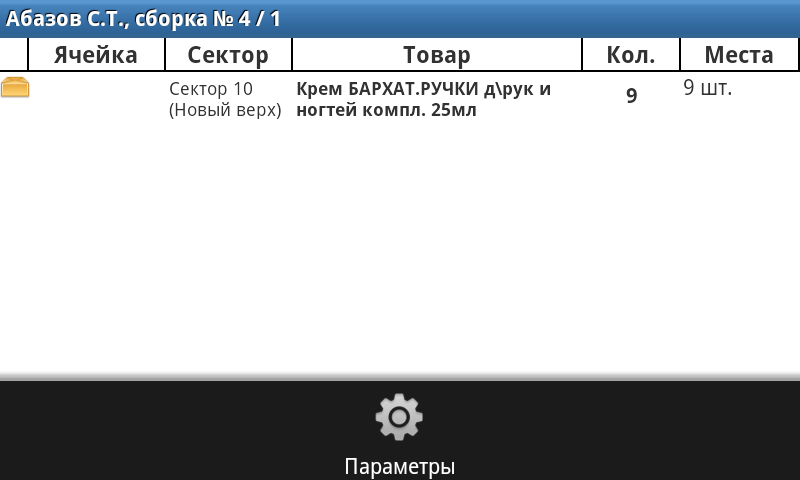 Абазов С.Т., сборка № 4 / 1
Ячейка Сектор Товар Кол. Места
Сектор 10 Крем БАРХАТ.РУЧКИ д\рук и 9 9 шт.
(Новый верх) ногтей компл. 25мл
Параметры